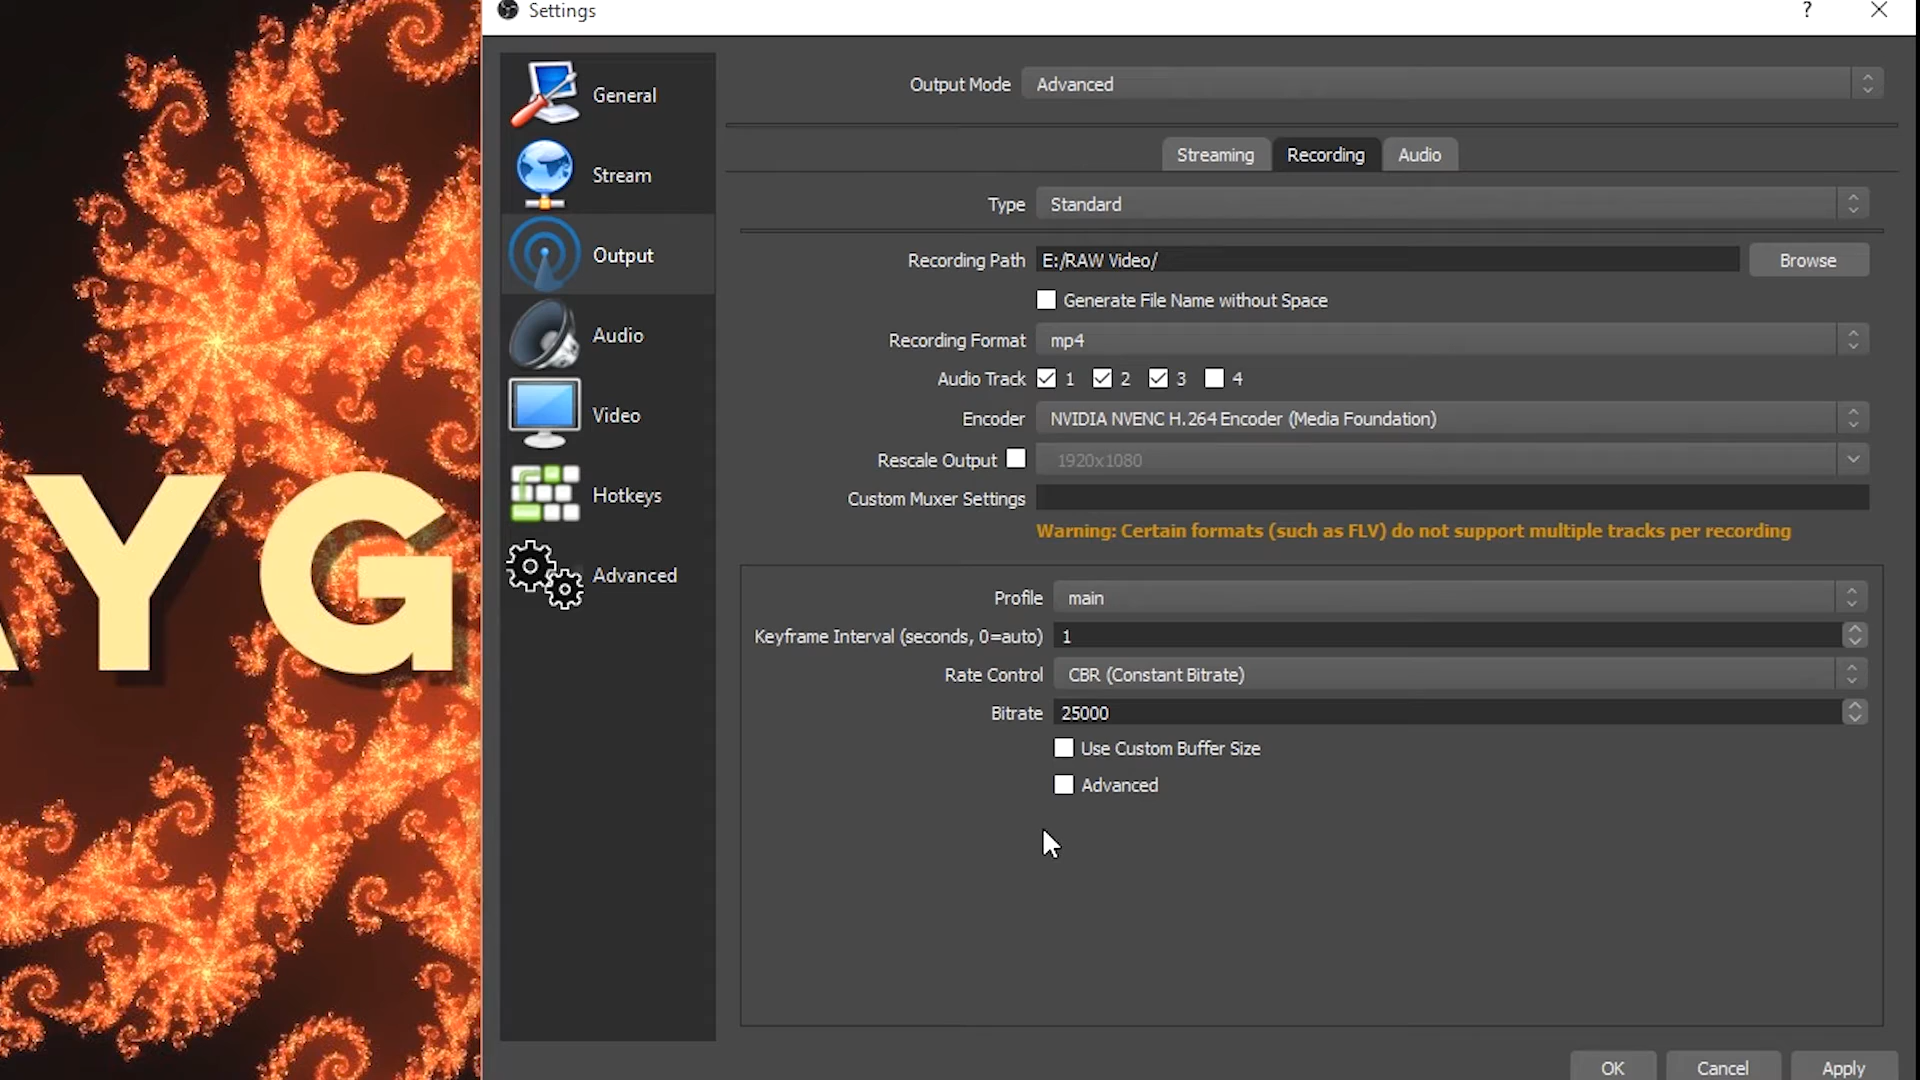 Settings
?
General
Stream
Output
Audio
Video
Hotkeys
Advanced
Output Mode Advanced
Streaming Recording Audio
Type Standard
Recording Path E:/RAW Video/ Browse
Generate File Name without Space
Recording Format mp4
Audio Track 1 2 3 4
Encoder NVIDIA NVENC H.264 Encoder (Media Foundation)
Rescale Output 1920x1080
Custom Muxer Settings
Warning: Certain formats (such as FLV) do not support multiple tracks per recording
Profile main
Keyframe Interval (seconds, 0=auto) 1
Rate Control CBR (Constant Bitrate)
Bitrate 25000
Use Custom Buffer Size
Advanced
OK Cancel Apply
YG